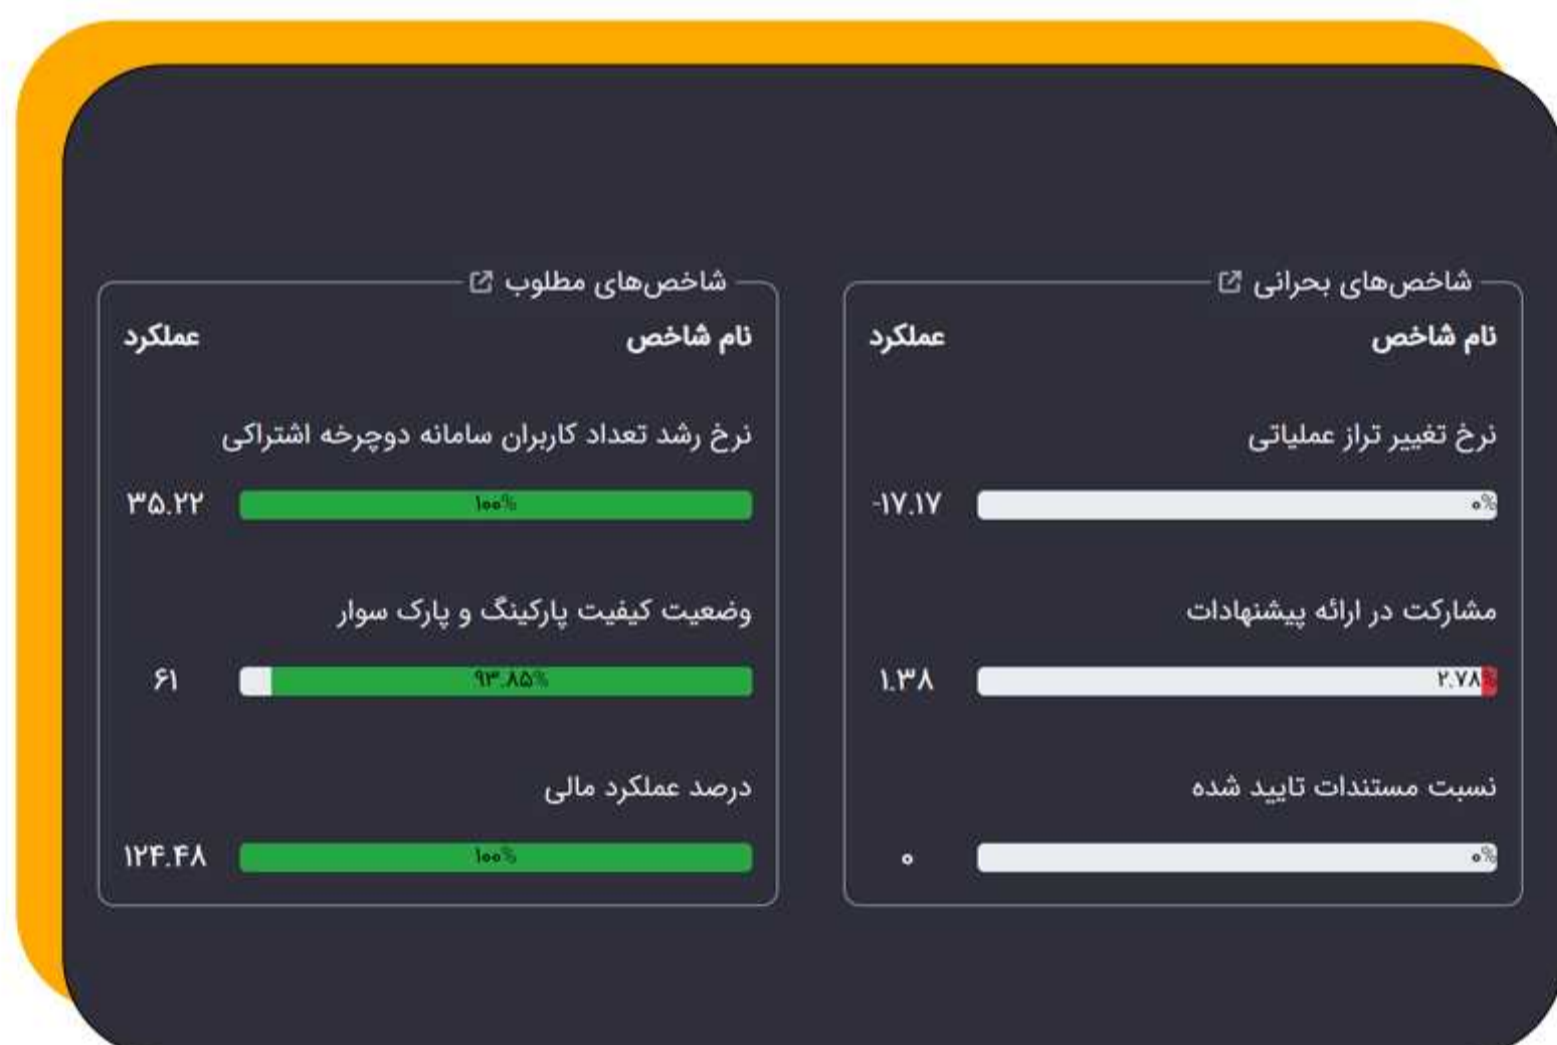 شاخص‌های بحرانی
نام شاخص عملکرد
نرخ تغییر تراز عملیاتی
۰% -۱۷.۱۷
مشارکت در ارائه پیشنهادات
۲.۷۸% ۱.۳۸
نسبت مستندات تایید شده
۰% ۰
شاخص‌های مطلوب
نام شاخص عملکرد
نرخ رشد تعداد کاربران سامانه دوچرخه اشتراکی
۱۰۰% ۳۵.۲۲
وضعیت کیفیت پارکینگ و پارک سوار
۹۳.۸۵% ۶۱
درصد عملکرد مالی
۱۰۰% ۱۲۴.۴۸